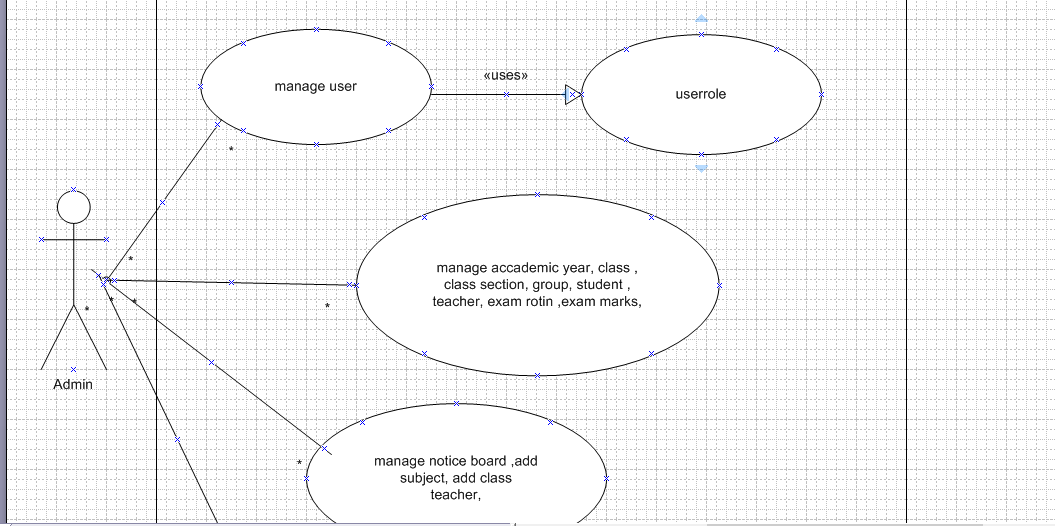 «uses»
manage user
userrole
*
*
manage accademic year, class ,
class section, group, student ,
teacher, exam rotin ,exam marks,
*
*
*
*
Admin
*
manage notice board ,add
subject, add class
teacher,